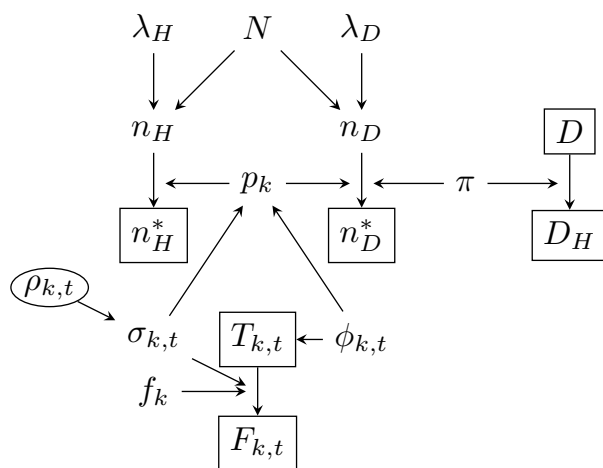 λ_H N λ_D
n_H n_D D
p_k π
n*_H n*_D D_H
ρ_{k,t}
σ_{k,t} T_{k,t} ϕ_{k,t}
f_k
F_{k,t}